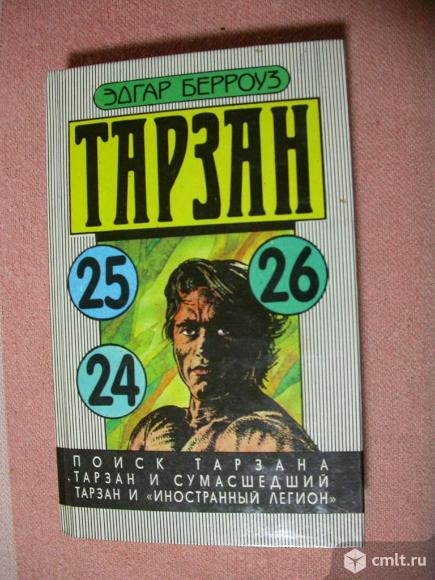 ЭДГАР БЕРРОУЗ
ТАРЗАН
25
26
24
ПОИСК ТАРЗАНА
ТАРЗАН И СУМАСШЕДШИЙ
ТАРЗАН И «ИНОСТРАННЫЙ ЛЕГИОН»
cmlt.ru